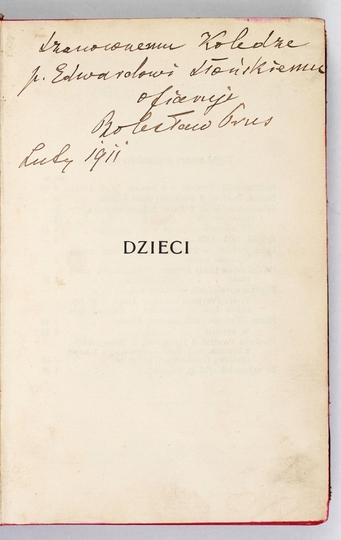 Szanownemu Koledze
p. Edwardowi Słońskiemu
ofiaruje
Bolesław Prus
Luty 1911
DZIECI